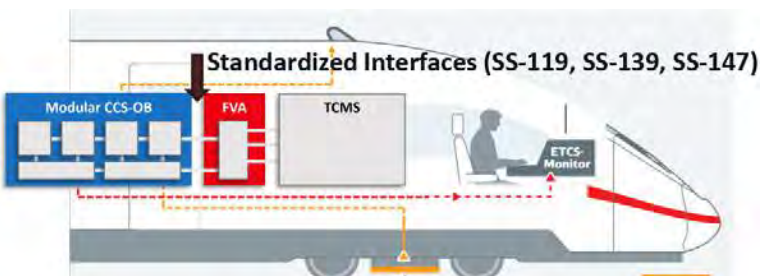 Standardized Interfaces (SS-119, SS-139, SS-147)
Modular CCS-OB
FVA
TCMS
ETCS-
Monitor